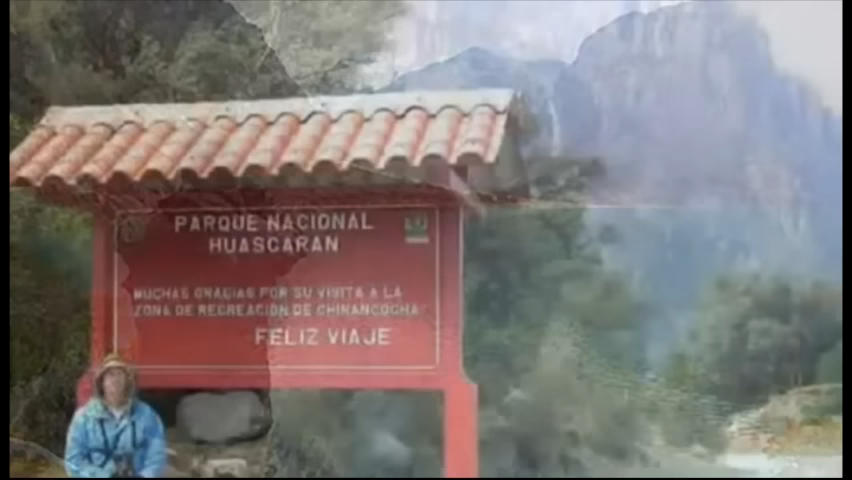 PARQUE NACIONAL
HUASCARAN
MUCHAS GRACIAS POR SU VISITA A LA
ZONA DE RECREACION DE CHINANCOCHA
FELIZ VIAJE